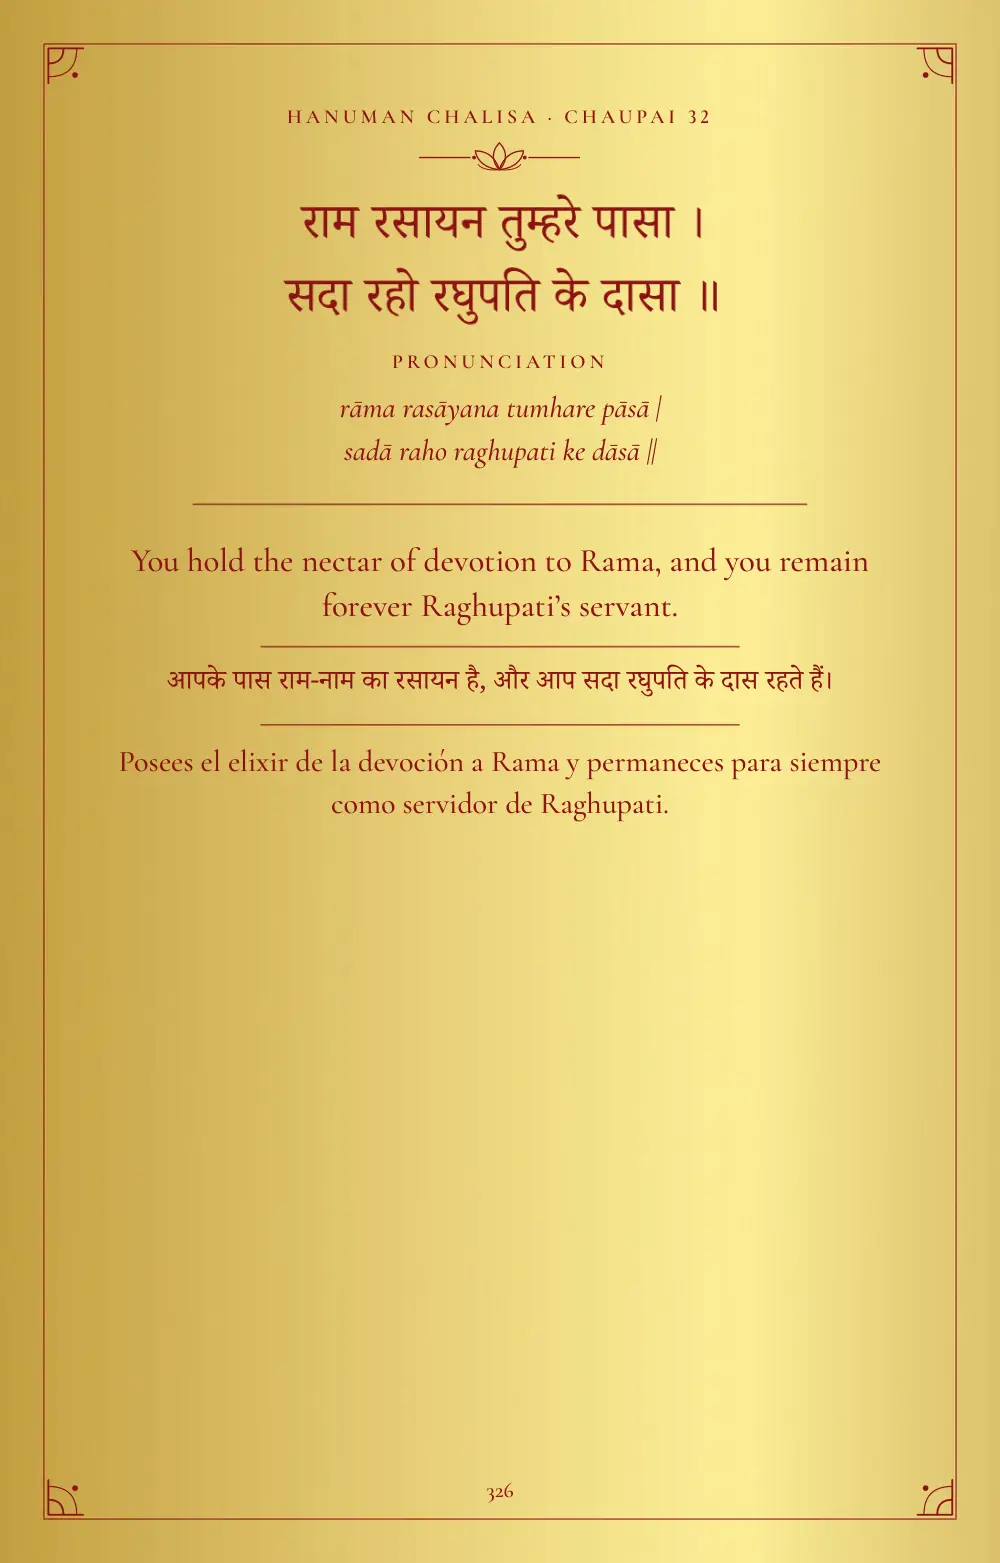 HANUMAN CHALISA · CHAUPAI 32
राम रसायन तुम्हरे पासा ।
सदा रहो रघुपति के दासा ॥
PRONUNCIATION
rāma rasāyana tumhare pāsā |
sadā raho raghupati ke dāsā ||
You hold the nectar of devotion to Rama, and you remain
forever Raghupati’s servant.
आपके पास राम-नाम का रसायन है, और आप सदा रघुपति के दास रहते हैं।
Posees el elixir de la devoción a Rama y permaneces para siempre
como servidor de Raghupati.
326